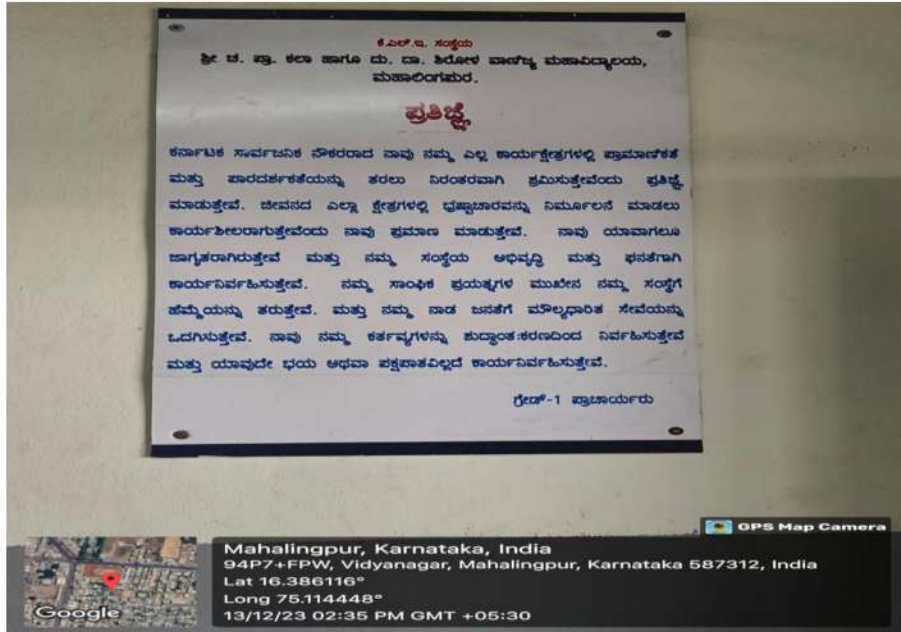 ಕೆ.ಎಲ್.ಇ. ಸಂಸ್ಥೆಯ
ಶ್ರೀ ಚ. ಪ್ರಾ. ಕಲಾ ಹಾಗೂ ದು. ದಾ. ಶಿರೋಳ ವಾಣಿಜ್ಯ ಮಹಾವಿದ್ಯಾಲಯ,
ಮಹಾಲಿಂಗಪುರ.
ಪ್ರತಿಜ್ಞೆ
ಕರ್ನಾಟಕ ಸಾರ್ವಜನಿಕ ನೌಕರರಾದ ನಾವು ನಮ್ಮ ಎಲ್ಲ ಕಾರ್ಯಕ್ಷೇತ್ರಗಳಲ್ಲಿ ಪ್ರಾಮಾಣಿಕತೆ
ಮತ್ತು ಪಾರದರ್ಶಕತೆಯನ್ನು ತರಲು ನಿರಂತರವಾಗಿ ಶ್ರಮಿಸುತ್ತೇವೆಂದು ಪ್ರತಿಜ್ಞೆ
ಮಾಡುತ್ತೇವೆ. ಜೀವನದ ಎಲ್ಲಾ ಕ್ಷೇತ್ರಗಳಲ್ಲಿ ಭ್ರಷ್ಟಾಚಾರವನ್ನು ನಿರ್ಮೂಲನೆ ಮಾಡಲು
ಕಾರ್ಯಶೀಲರಾಗುತ್ತೇವೆಂದು ನಾವು ಪ್ರಮಾಣ ಮಾಡುತ್ತೇವೆ. ನಾವು ಯಾವಾಗಲೂ
ಜಾಗೃತರಾಗಿರುತ್ತೇವೆ ಮತ್ತು ನಮ್ಮ ಸಂಸ್ಥೆಯ ಅಭಿವೃದ್ಧಿ ಮತ್ತು ಘನತೆಗಾಗಿ
ಕಾರ್ಯನಿರ್ವಹಿಸುತ್ತೇವೆ. ನಮ್ಮ ಸಾಂಘಿಕ ಪ್ರಯತ್ನಗಳ ಮುಖೇನ ನಮ್ಮ ಸಂಸ್ಥೆಗೆ
ಹೆಮ್ಮೆಯನ್ನು ತರುತ್ತೇವೆ. ಮತ್ತು ನಮ್ಮ ನಾಡ ಜನತೆಗೆ ಮೌಲ್ಯಧಾರಿತ ಸೇವೆಯನ್ನು
ಒದಗಿಸುತ್ತೇವೆ. ನಾವು ನಮ್ಮ ಕರ್ತವ್ಯಗಳನ್ನು ಶುದ್ಧಾಂತಃಕರಣದಿಂದ ನಿರ್ವಹಿಸುತ್ತೇವೆ
ಮತ್ತು ಯಾವುದೇ ಭಯ ಅಥವಾ ಪಕ್ಷಪಾತವಿಲ್ಲದೆ ಕಾರ್ಯನಿರ್ವಹಿಸುತ್ತೇವೆ.
ಗ್ರೇಡ್-1 ಪ್ರಾಚಾರ್ಯರು
GPS Map Camera
Mahalingpur, Karnataka, India
94P7+FPW, Vidyanagar, Mahalingpur, Karnataka 587312, India
Lat 16.386116°
Long 75.114448°
13/12/23 02:35 PM GMT +05:30
Google